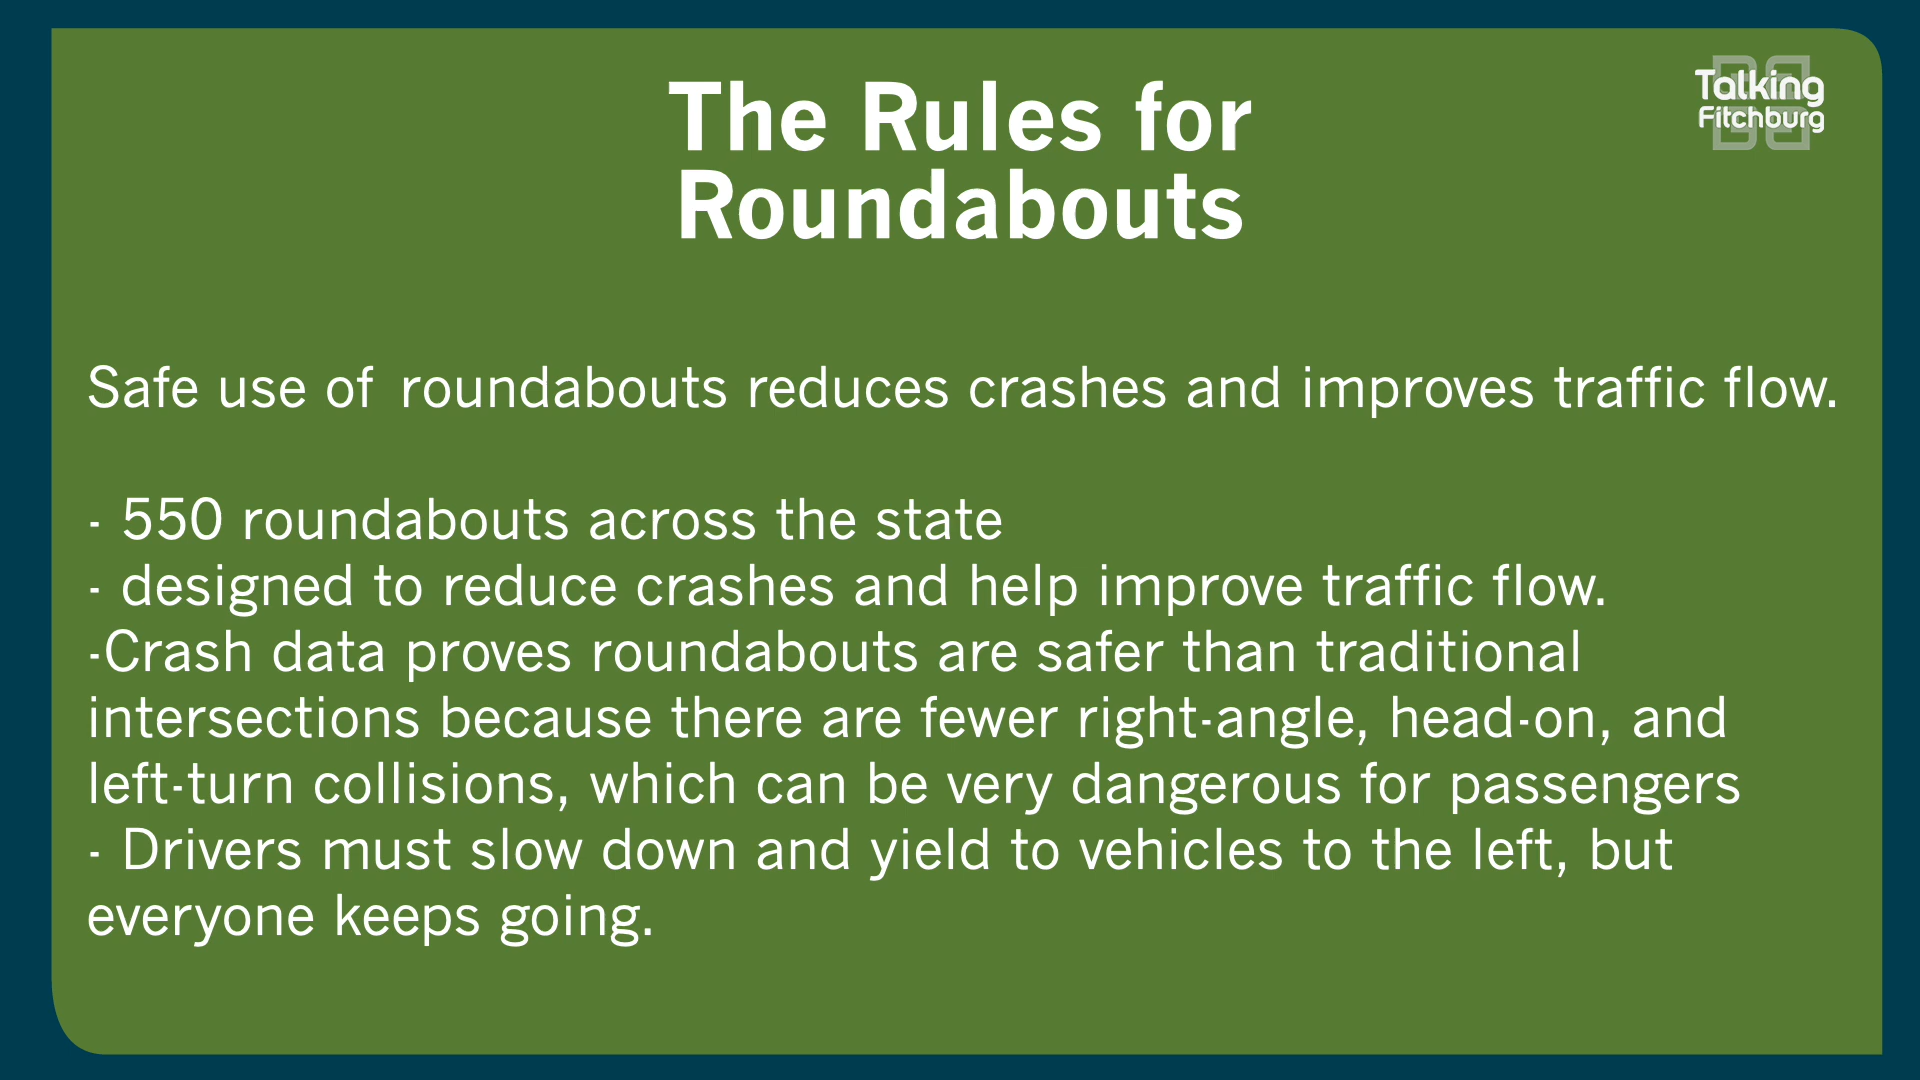 The Rules for
Roundabouts
Talking
Fitchburg
Safe use of roundabouts reduces crashes and improves traffic flow.
- 550 roundabouts across the state
- designed to reduce crashes and help improve traffic flow.
-Crash data proves roundabouts are safer than traditional
intersections because there are fewer right-angle, head-on, and
left-turn collisions, which can be very dangerous for passengers
- Drivers must slow down and yield to vehicles to the left, but
everyone keeps going.